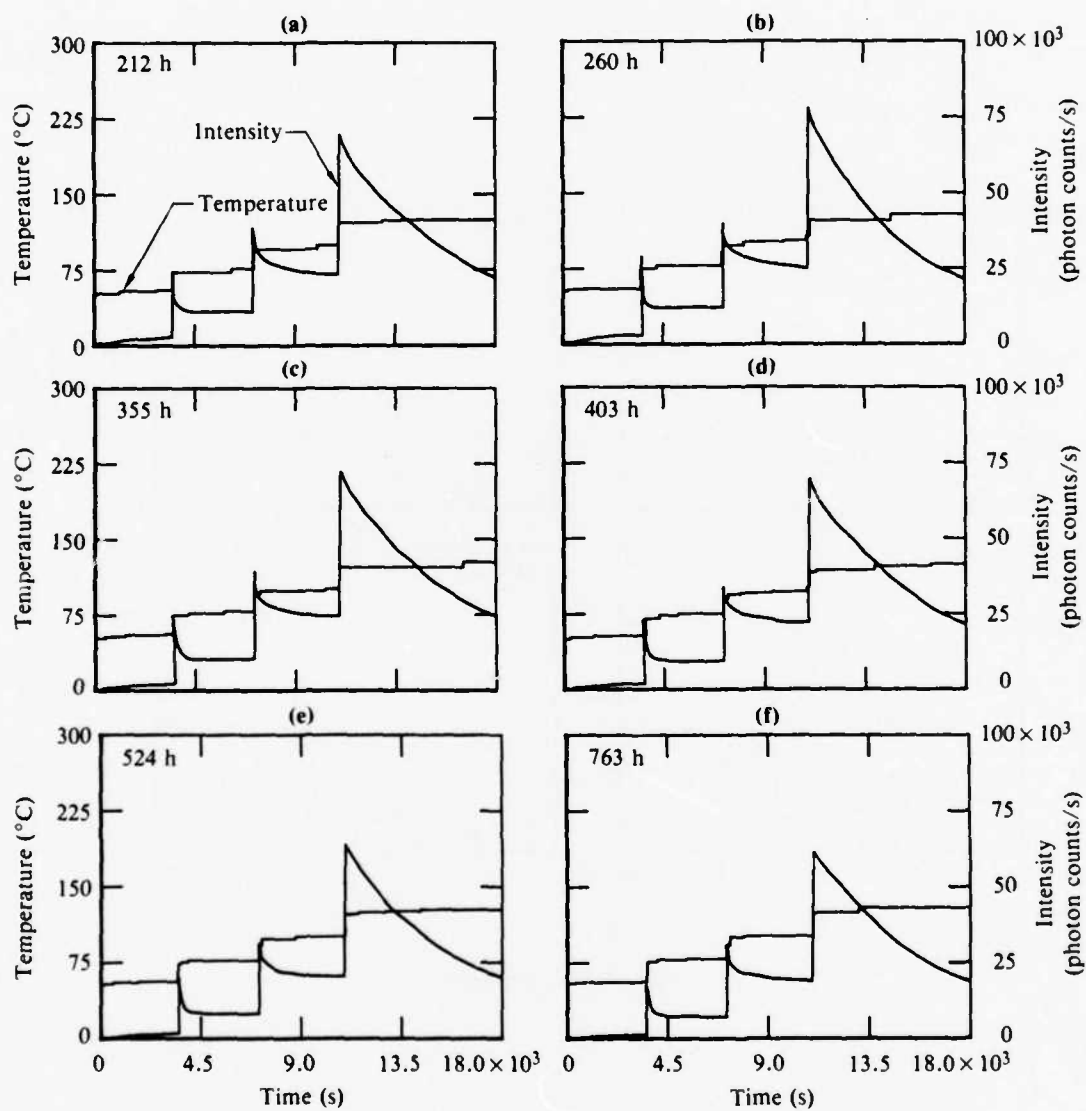 (a)
(b)
300
225
150
75
0
Temperature (°C)
212 h
Intensity
Temperature
260 h
100 × 10³
75
50
25
0
Intensity
(photon counts/s)
(c)
(d)
300
225
150
75
0
Temperature (°C)
355 h
403 h
100 × 10³
75
50
25
0
Intensity
(photon counts/s)
(e)
(f)
300
225
150
75
0
Temperature (°C)
524 h
763 h
100 × 10³
75
50
25
0
Intensity
(photon counts/s)
0 4.5 9.0 13.5 18.0 × 10³
Time (s)
0 4.5 9.0 13.5 18.0 × 10³
Time (s)